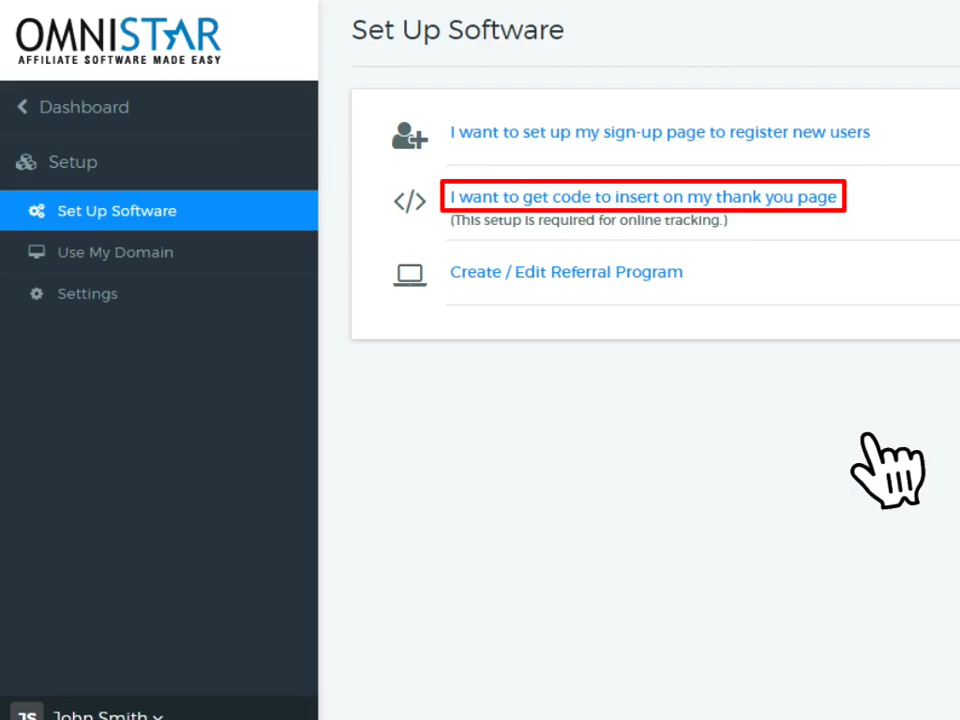 OMNISTAR
AFFILIATE SOFTWARE MADE EASY
Dashboard
Setup
Set Up Software
Use My Domain
Settings
JS John Smith
Set Up Software
I want to set up my sign-up page to register new users
I want to get code to insert on my thank you page
(This setup is required for online tracking.)
Create / Edit Referral Program